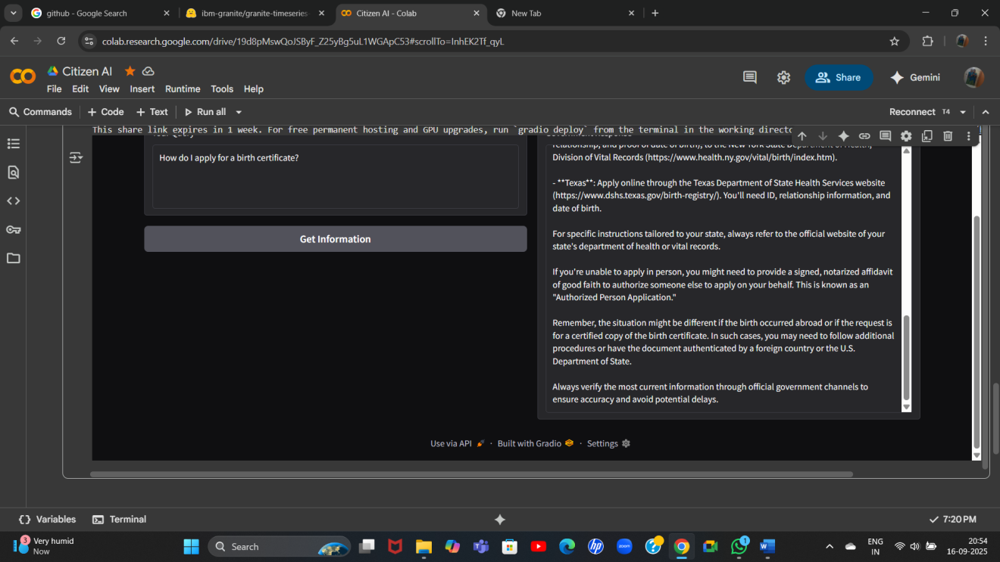 github - Google Search
ibm-granite/granite-timeseries-
Citizen AI - Colab
New Tab
colab.research.google.com/drive/19d8pMswQoJSByF_Z25yBg5uL1WGApC53#scrollTo=InhEK2Tf_qyL
Citizen AI
File Edit View Insert Runtime Tools Help
Share
Gemini
Commands + Code + Text Run all
Reconnect T4
This share link expires in 1 week. For free permanent hosting and GPU upgrades, run `gradio deploy` from the terminal in the working direc
Your Query
How do I apply for a birth certificate?
Get Information
relationship, and proof of date of birth), to the New York State Department of Health,
Division of Vital Records (https://www.health.ny.gov/vital/birth/index.htm).
- **Texas**: Apply online through the Texas Department of State Health Services website
(https://www.dshs.texas.gov/birth-registry/). You'll need ID, relationship information, and
date of birth.
For specific instructions tailored to your state, always refer to the official website of your
state's department of health or vital records.
If you're unable to apply in person, you might need to provide a signed, notarized affidavit
of good faith to authorize someone else to apply on your behalf. This is known as an
"Authorized Person Application."
Remember, the situation might be different if the birth occurred abroad or if the request is
for a certified copy of the birth certificate. In such cases, you may need to follow additional
procedures or have the document authenticated by a foreign country or the U.S.
Department of State.
Always verify the most current information through official government channels to
ensure accuracy and avoid potential delays.
Use via API · Built with Gradio · Settings
Variables Terminal
7:20 PM
3
Very humid
Now
Search
zoom
1
ENG
IN
20:54
16-09-2025